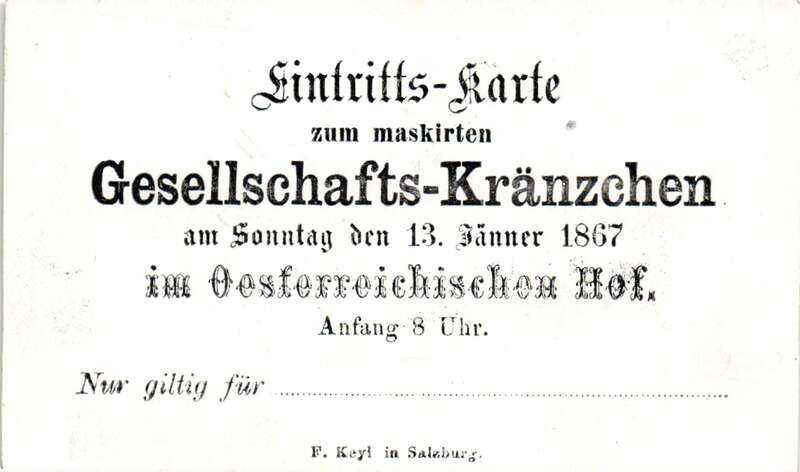 Eintritts-Karte
zum maskirten
Gesellschafts-Kränzchen
am Sonntag den 13. Jänner 1867
im Oesterreichischen Hof.
Anfang 8 Uhr.
Nur giltig für
F. Keyl in Salzburg.